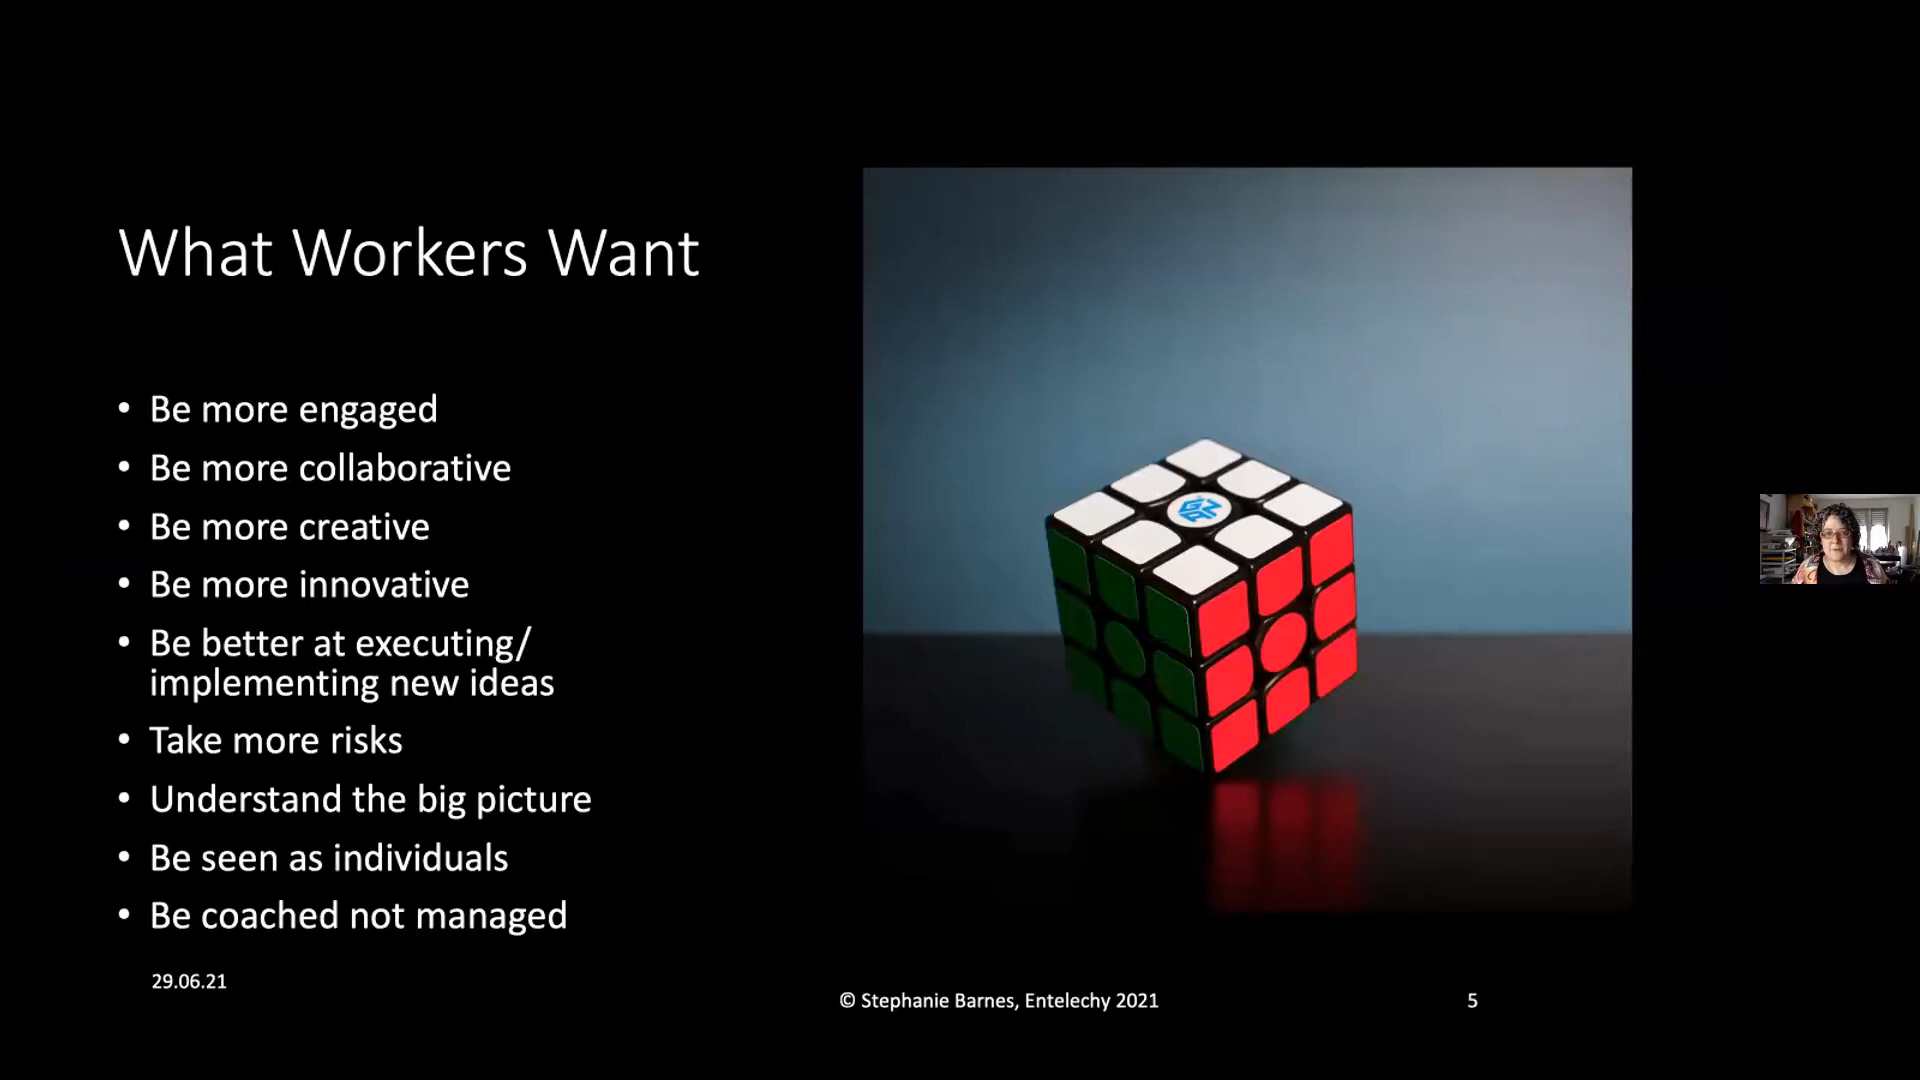 What Workers Want
• Be more engaged
• Be more collaborative
• Be more creative
• Be more innovative
• Be better at executing/
implementing new ideas
• Take more risks
• Understand the big picture
• Be seen as individuals
• Be coached not managed
29.06.21
© Stephanie Barnes, Entelechy 2021
5